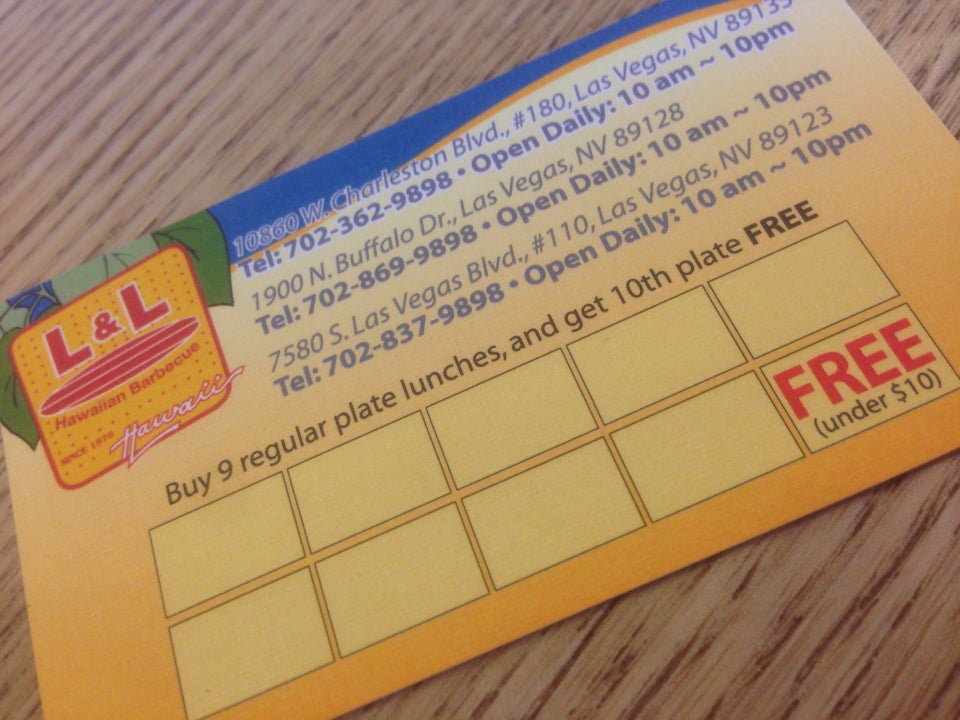 10860 W. Charleston Blvd., #180, Las Vegas, NV 89135
Tel: 702-362-9898 • Open Daily: 10 am ~ 10pm
1900 N. Buffalo Dr., Las Vegas, NV 89128
Tel: 702-869-9898 • Open Daily: 10 am ~ 10pm
7580 S. Las Vegas Blvd., #110, Las Vegas, NV 89123
Tel: 702-837-9898 • Open Daily: 10 am ~ 10pm
L & L
Hawaiian Barbecue
SINCE 1976
Hawaii
Buy 9 regular plate lunches, and get 10th plate FREE
FREE
(under $10)